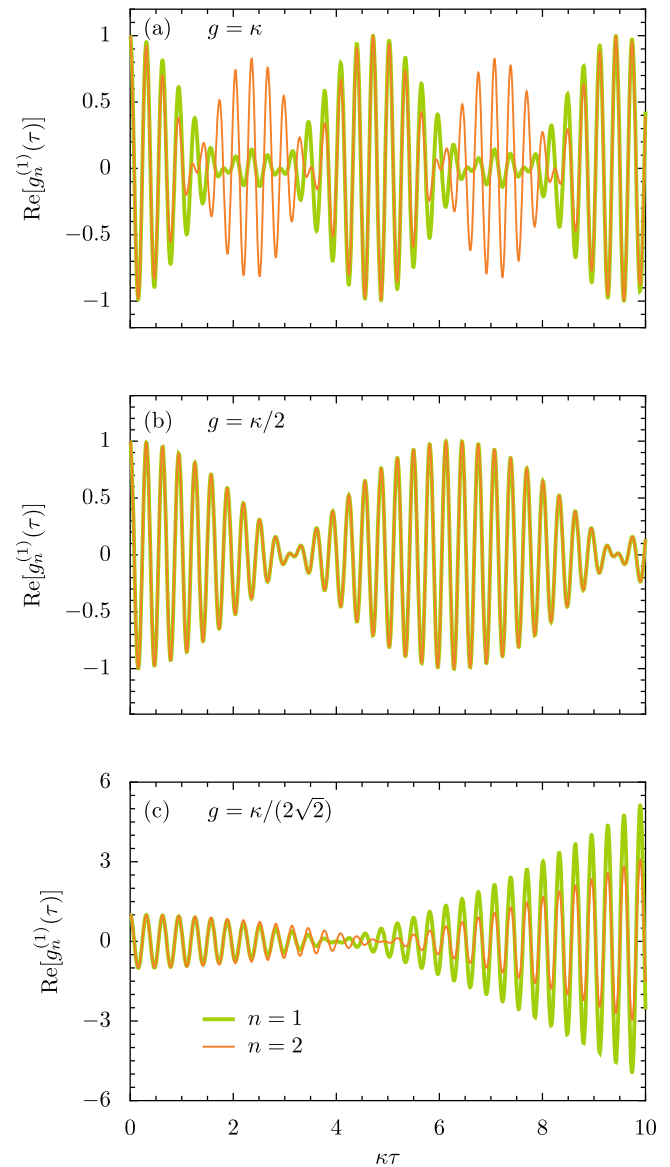 (a) g = κ
1
0.5
0
−0.5
−1
Re[g_n^{(1)}(τ)]
(b) g = κ/2
1
0.5
0
−0.5
−1
Re[g_n^{(1)}(τ)]
(c) g = κ/(2√2)
6
3
0
−3
−6
Re[g_n^{(1)}(τ)]
n = 1
n = 2
0 2 4 6 8 10
κτ